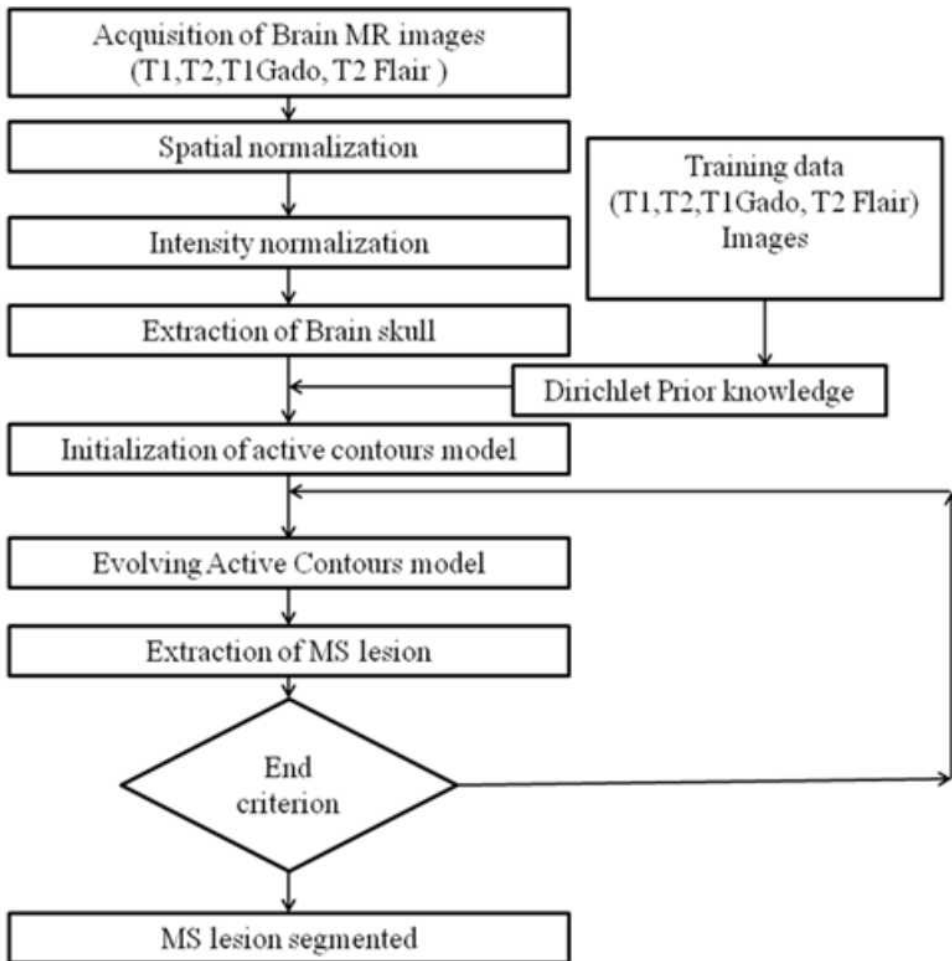 Acquisition of Brain MR images
(T1,T2,T1Gado, T2 Flair )
Spatial normalization
Intensity normalization
Extraction of Brain skull
Training data
(T1,T2,T1Gado, T2 Flair)
Images
Dirichlet Prior knowledge
Initialization of active contours model
Evolving Active Contours model
Extraction of MS lesion
End
criterion
MS lesion segmented